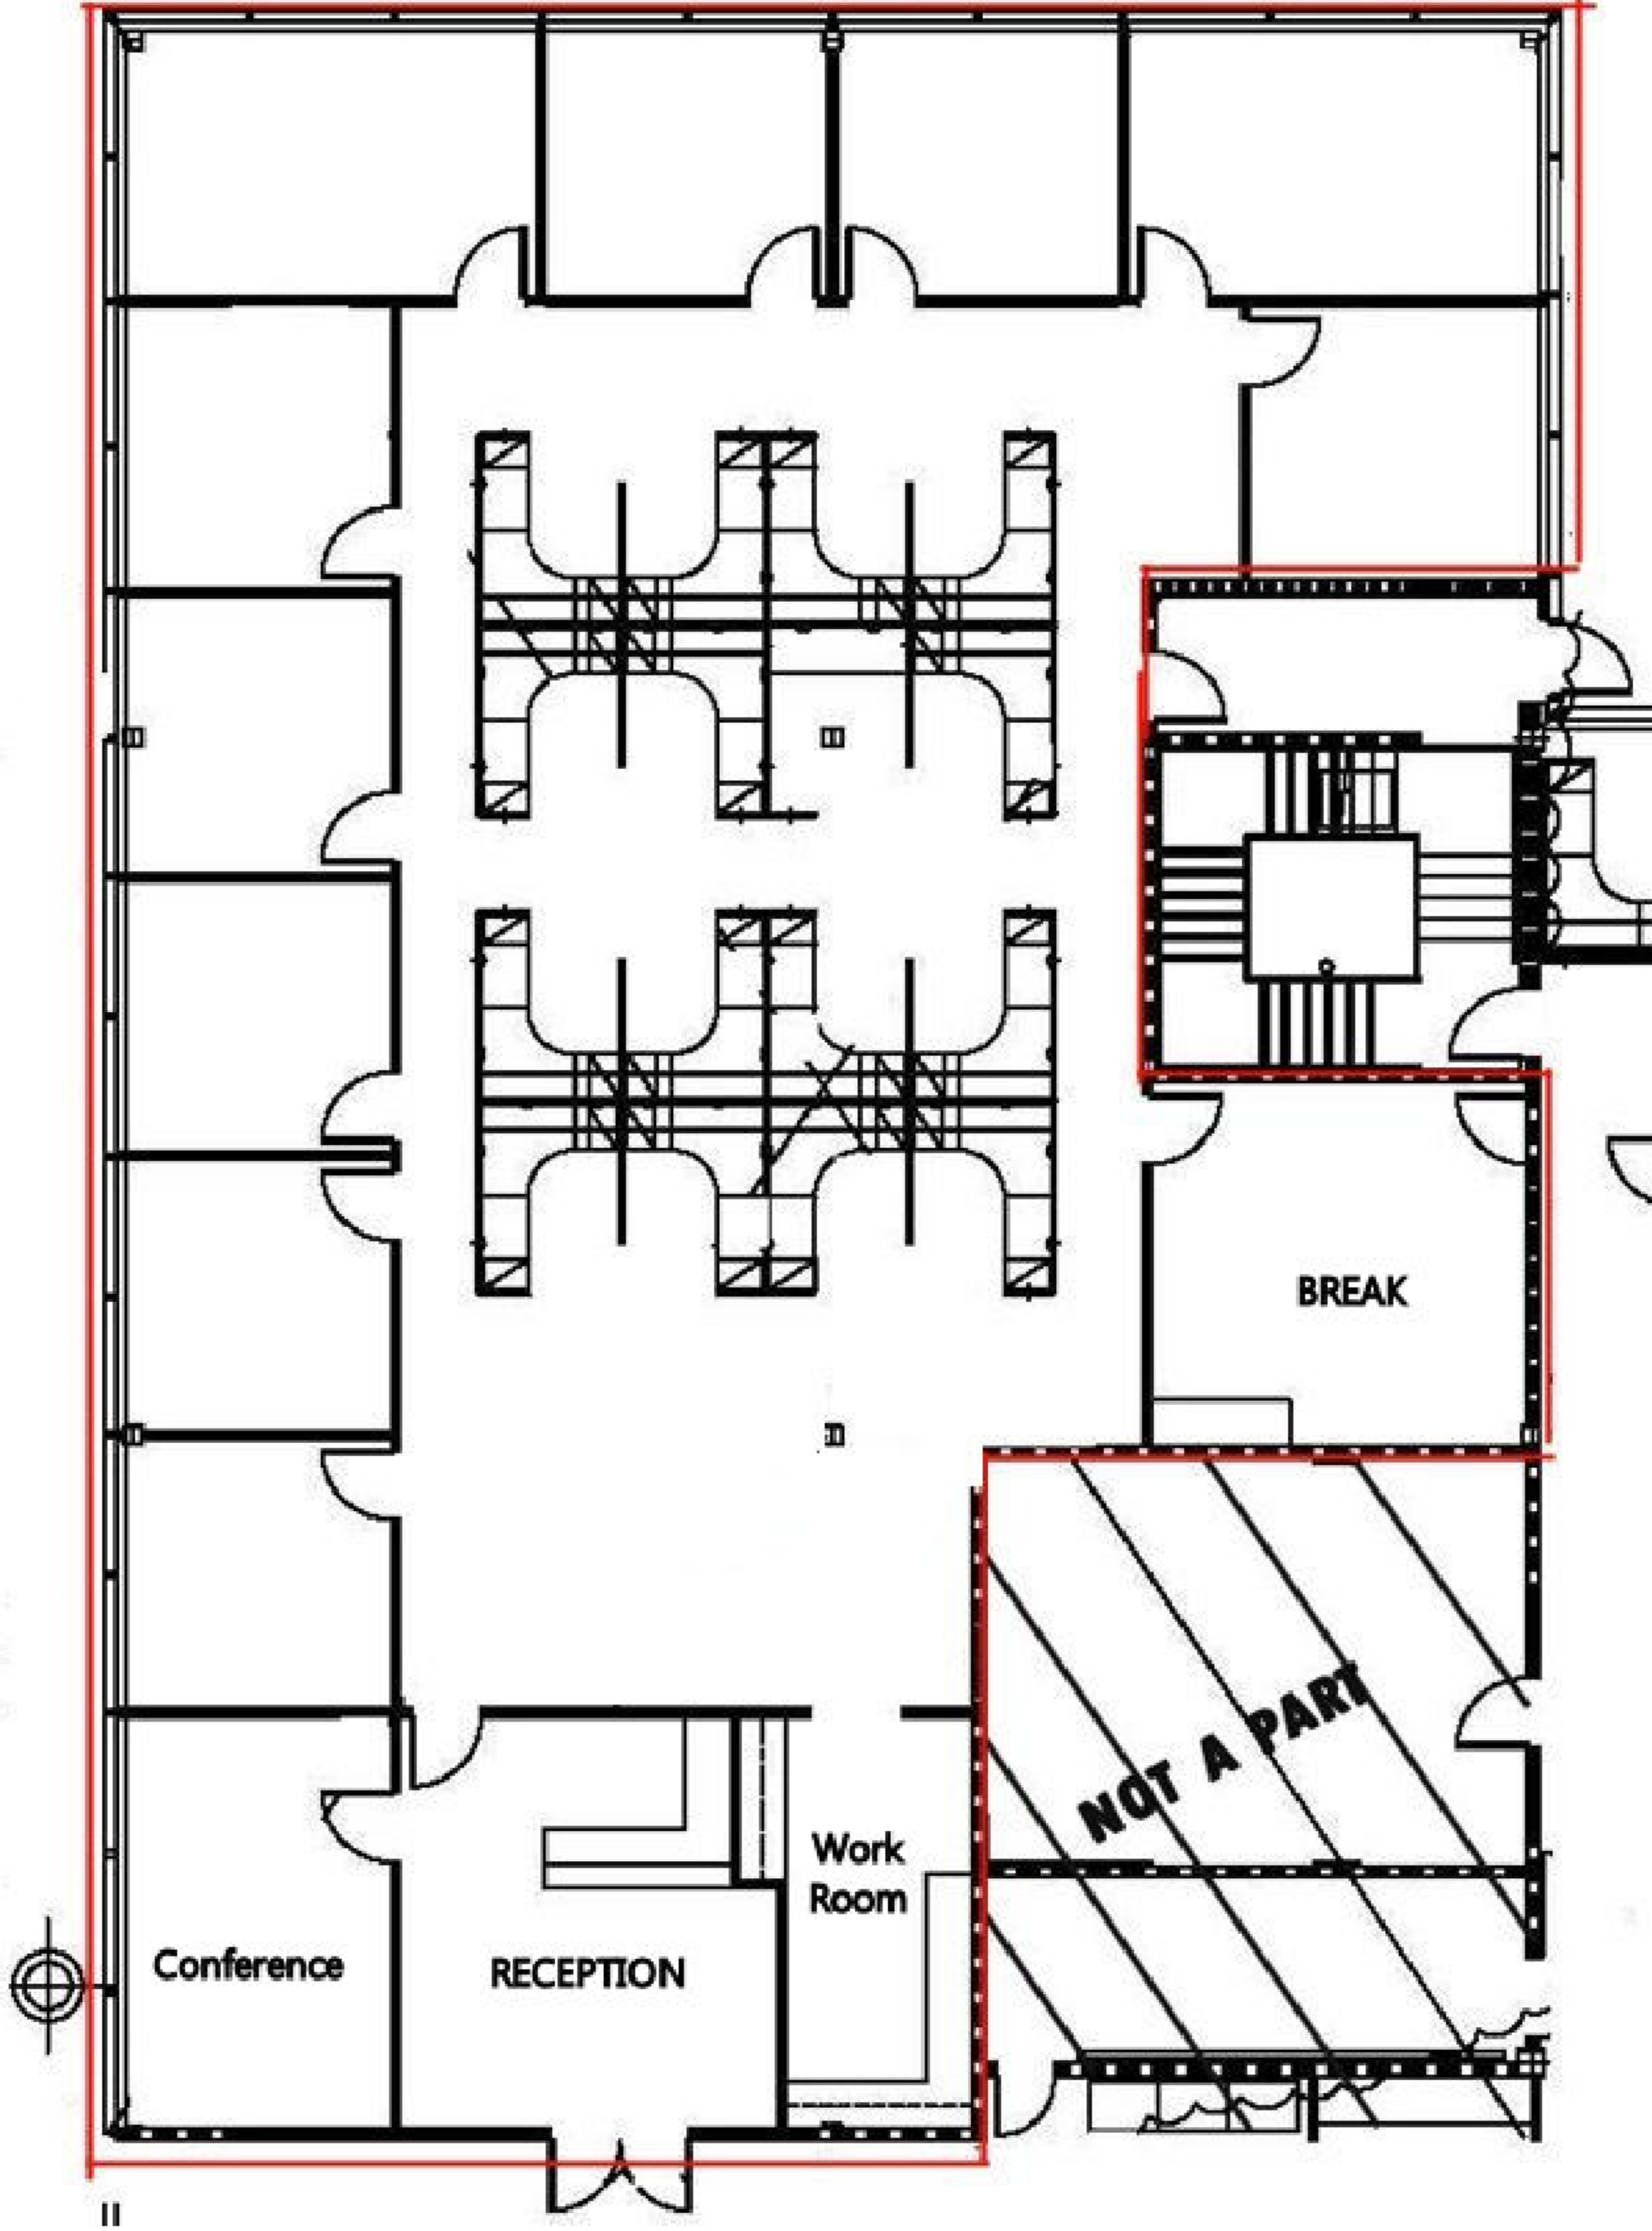 BREAK
NOT A PART
Work
Room
Conference
RECEPTION